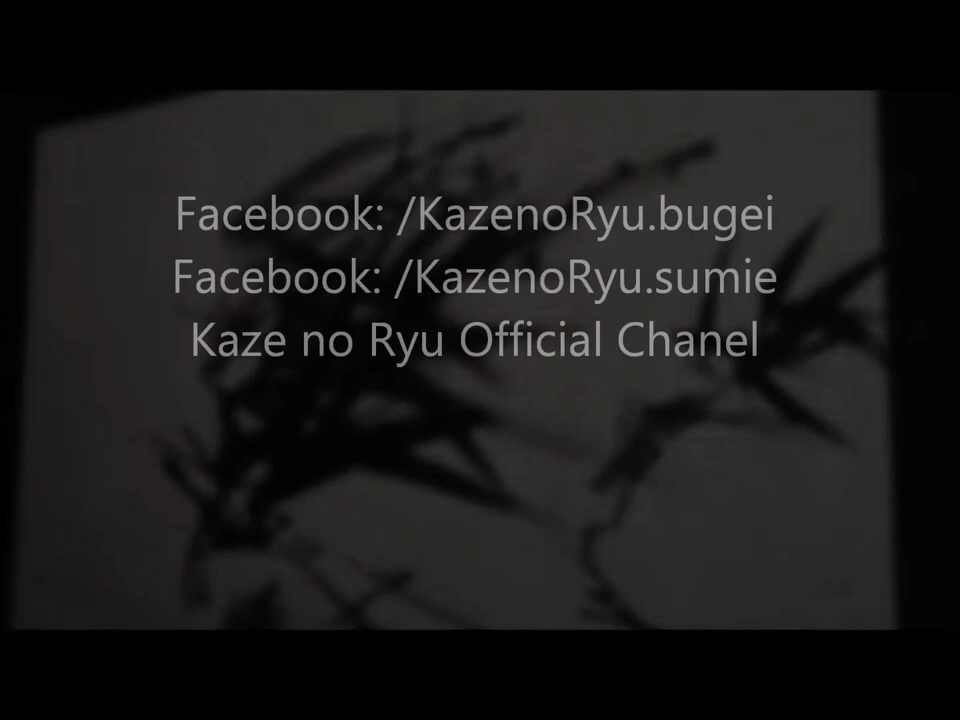 Facebook: /KazenoRyu.bugei
Facebook: /KazenoRyu.sumie
Kaze no Ryu Official Chanel